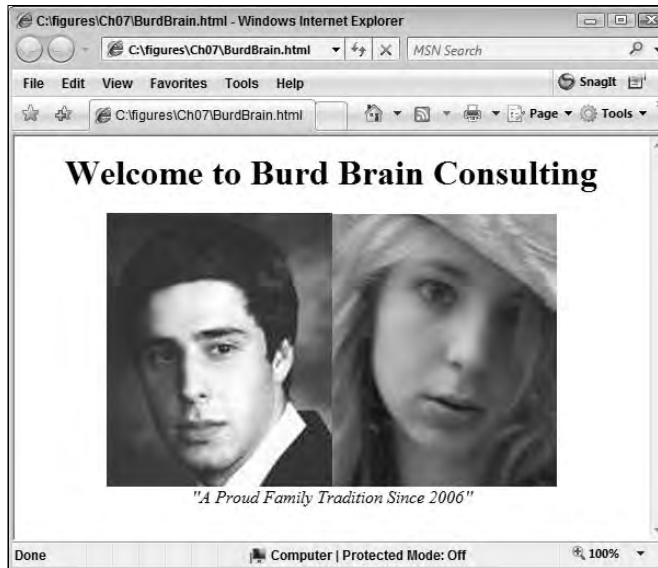 C:\figures\Ch07\BurdBrain.html - Windows Internet Explorer
C:\figures\Ch07\BurdBrain.html
MSN Search
File Edit View Favorites Tools Help
SnagIt
C:\figures\Ch07\BurdBrain.html
Page
Tools
Welcome to Burd Brain Consulting
"A Proud Family Tradition Since 2006"
Done
Computer | Protected Mode: Off
100%